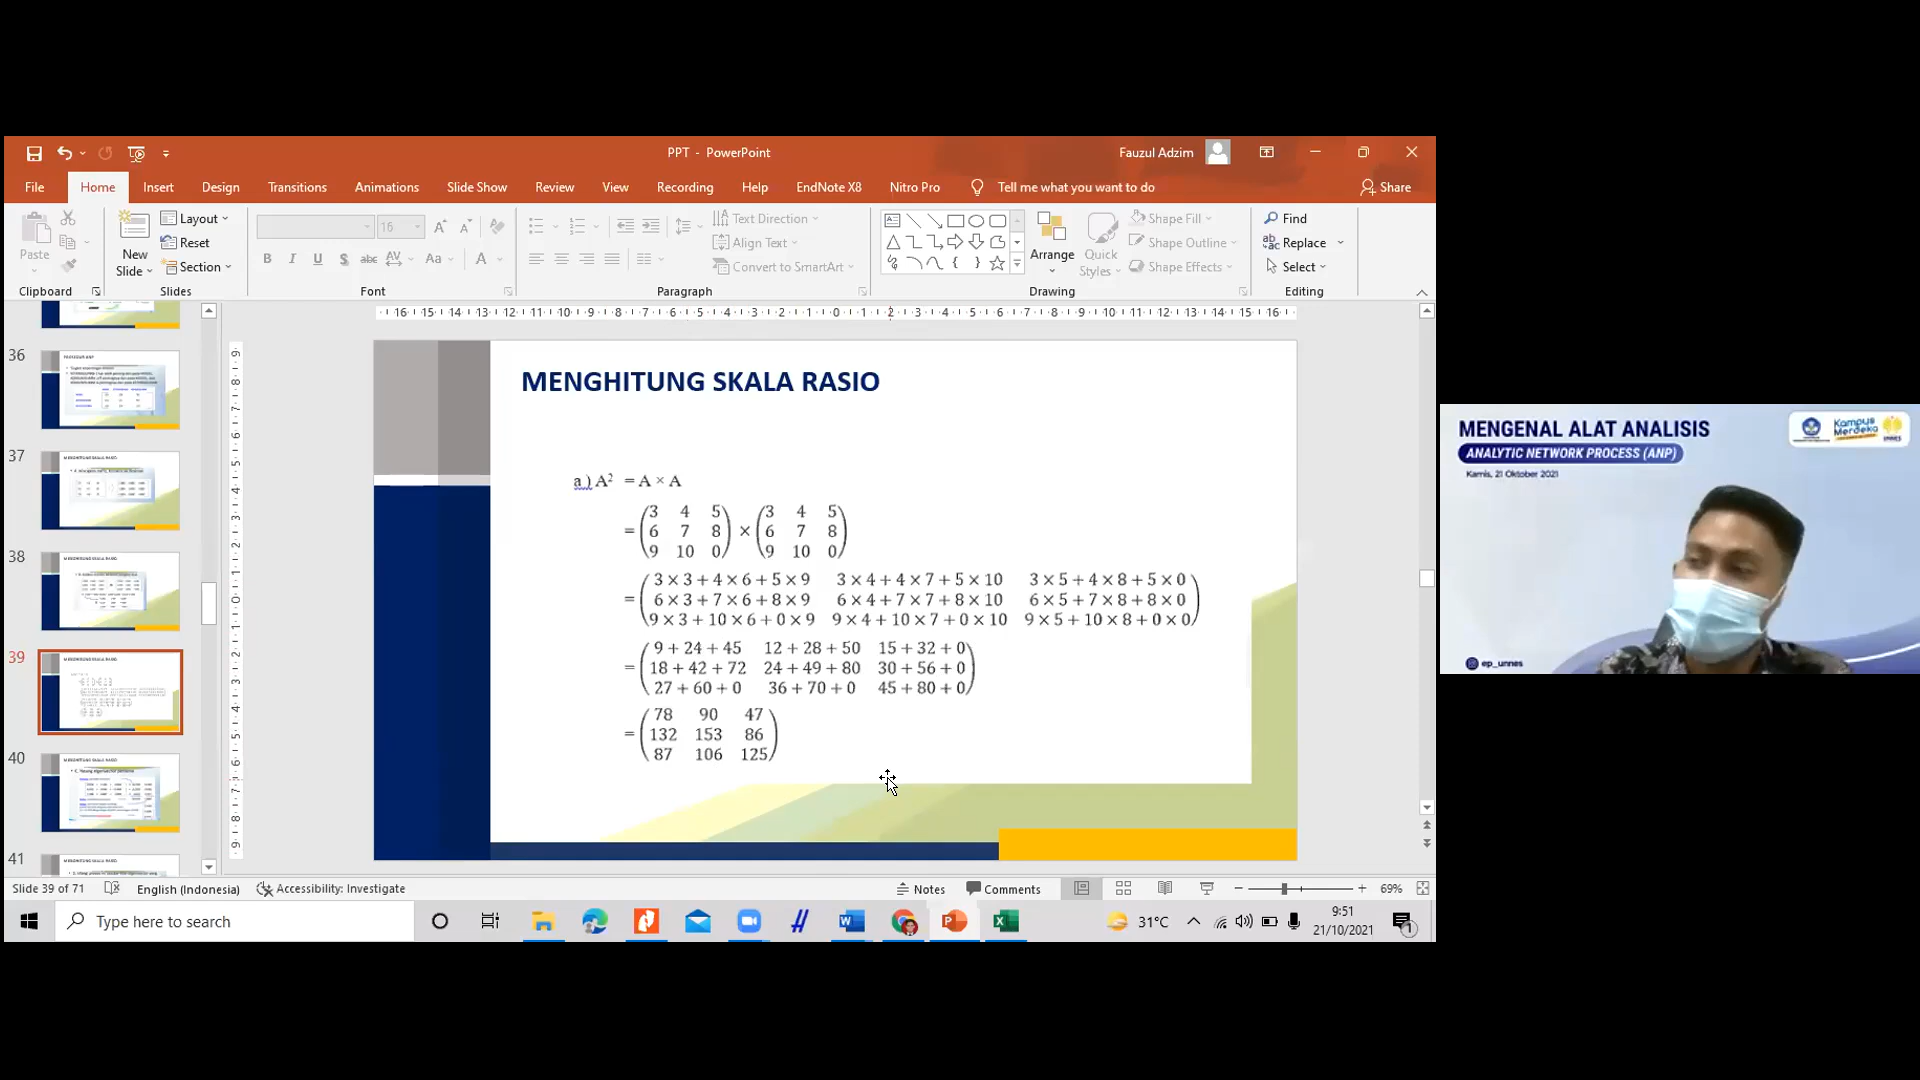 PPT - PowerPoint
Fauzul Adzim
File Home Insert Design Transitions Animations Slide Show Review View Recording Help EndNote X8 Nitro Pro Tell me what you want to do Share
Paste
New Slide
Layout
Reset
Section
16
Text Direction
Align Text
Convert to SmartArt
Arrange
Quick Styles
Shape Fill
Shape Outline
Shape Effects
Find
Replace
Select
Clipboard Slides Font Paragraph Drawing Editing
36
37
38
39
40
41
MENGHITUNG SKALA RASIO
a ) A² = A × A
= (3 4 5) × (3 4 5)
6 7 8 6 7 8
9 10 0 9 10 0
= (3 × 3 + 4 × 6 + 5 × 9 3 × 4 + 4 × 7 + 5 × 10 3 × 5 + 4 × 8 + 5 × 0)
6 × 3 + 7 × 6 + 8 × 9 6 × 4 + 7 × 7 + 8 × 10 6 × 5 + 7 × 8 + 8 × 0
9 × 3 + 10 × 6 + 0 × 9 9 × 4 + 10 × 7 + 0 × 10 9 × 5 + 10 × 8 + 0 × 0
= (9 + 24 + 45 12 + 28 + 50 15 + 32 + 0)
18 + 42 + 72 24 + 49 + 80 30 + 56 + 0
27 + 60 + 0 36 + 70 + 0 45 + 80 + 0
= (78 90 47)
132 153 86
87 106 125
MENGENAL ALAT ANALISIS
ANALYTIC NETWORK PROCESS (ANP)
Kamis, 21 Oktober 2021
Kampus Merdeka
UNNES
ep_unnes
Slide 39 of 71 English (Indonesia) Accessibility: Investigate Notes Comments 69%
Type here to search
31°C
9:51
21/10/2021